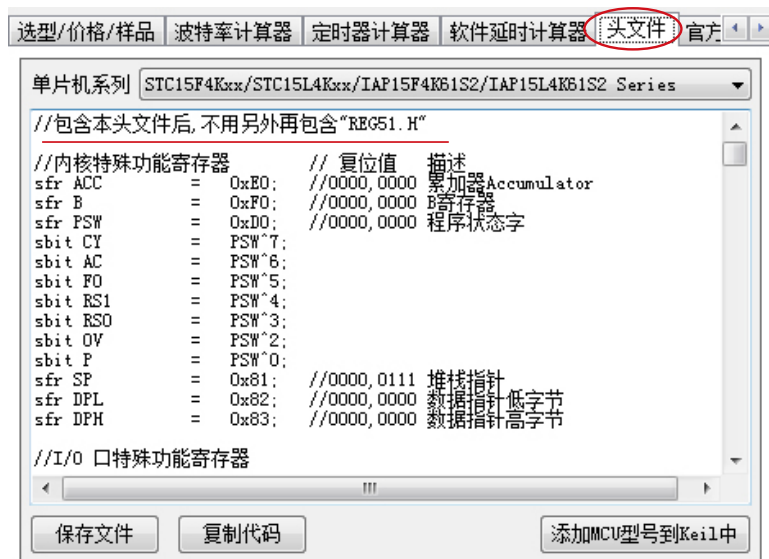 选型/价格/样品 波特率计算器 定时器计算器 软件延时计算器 头文件 官方
单片机系列 STC15F4Kxx/STC15L4Kxx/IAP15F4K61S2/IAP15L4K61S2 Series
//包含本头文件后,不用另外再包含"REG51.H"
//内核特殊功能寄存器 // 复位值 描述
sfr ACC = 0xE0; //0000,0000 累加器Accumulator
sfr B = 0xF0; //0000,0000 B寄存器
sfr PSW = 0xD0; //0000,0000 程序状态字
sbit CY = PSW^7;
sbit AC = PSW^6;
sbit F0 = PSW^5;
sbit RS1 = PSW^4;
sbit RS0 = PSW^3;
sbit OV = PSW^2;
sbit P = PSW^0;
sfr SP = 0x81; //0000,0111 堆栈指针
sfr DPL = 0x82; //0000,0000 数据指针低字节
sfr DPH = 0x83; //0000,0000 数据指针高字节
//I/O 口特殊功能寄存器
保存文件 复制代码 添加MCU型号到Keil中